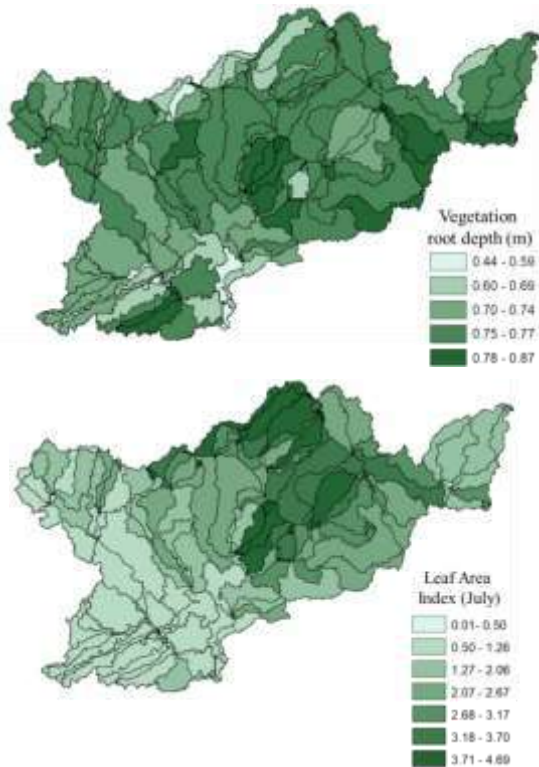 Vegetation
root depth (m)
0.44 - 0.59
0.60 - 0.69
0.70 - 0.74
0.75 - 0.77
0.78 - 0.87
Leaf Area
Index (July)
0.01 - 0.50
0.50 - 1.26
1.27 - 2.06
2.07 - 2.67
2.68 - 3.17
3.18 - 3.70
3.71 - 4.69